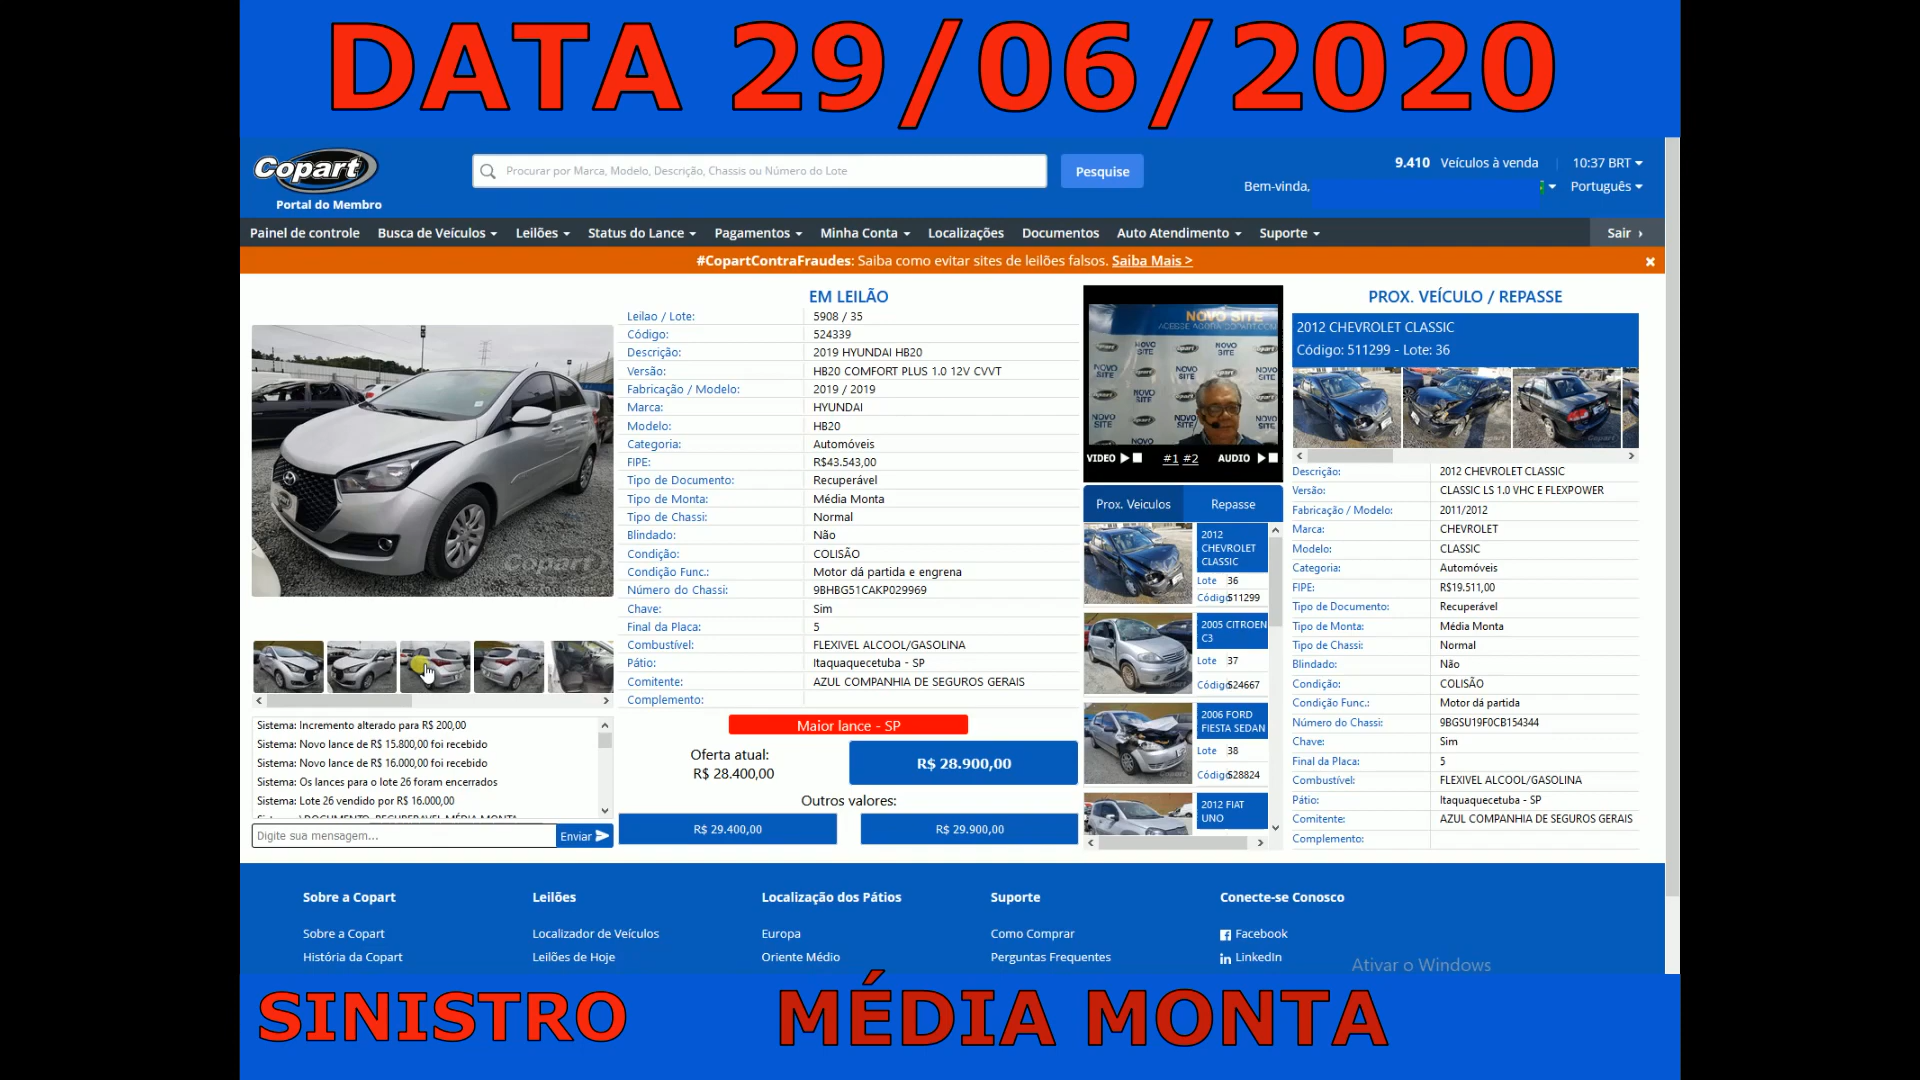 DATA 29/06/2020
Copart
Portal do Membro
Procurar por Marca, Modelo, Descrição, Chassis ou Número do Lote
Pesquise
9.410 Veículos à venda
10:37 BRT
Bem-vinda,
Português
Painel de controle Busca de Veículos Leilões Status do Lance Pagamentos Minha Conta Localizações Documentos Auto Atendimento Suporte Sair
#CopartContraFraudes: Saiba como evitar sites de leilões falsos. Saiba Mais >
EM LEILÃO
Leilao / Lote: 5908 / 35
Código: 524339
Descrição: 2019 HYUNDAI HB20
Versão: HB20 COMFORT PLUS 1.0 12V CVVT
Fabricação / Modelo: 2019 / 2019
Marca: HYUNDAI
Modelo: HB20
Categoria: Automóveis
FIPE: R$43.543,00
Tipo de Documento: Recuperável
Tipo de Monta: Média Monta
Tipo de Chassi: Normal
Blindado: Não
Condição: COLISÃO
Condição Func.: Motor dá partida e engrena
Número do Chassi: 9BHBG51CAKP029969
Chave: Sim
Final da Placa: 5
Combustível: FLEXIVEL ALCOOL/GASOLINA
Pátio: Itaquaquecetuba - SP
Comitente: AZUL COMPANHIA DE SEGUROS GERAIS
Complemento:
Maior lance - SP
Oferta atual:
R$ 28.400,00
R$ 28.900,00
Outros valores:
R$ 29.400,00
R$ 29.900,00
Copart
Sistema: Incremento alterado para R$ 200,00
Sistema: Novo lance de R$ 15.800,00 foi recebido
Sistema: Novo lance de R$ 16.000,00 foi recebido
Sistema: Os lances para o lote 26 foram encerrados
Sistema: Lote 26 vendido por R$ 16.000,00
Digite sua mensagem...
Enviar
NOVO SITE
VIDEO #1 #2 AUDIO
Prox. Veiculos Repasse
2012 CHEVROLET CLASSIC
Lote 36
Código 511299
2005 CITROEN C3
Lote 37
Código 524667
2006 FORD FIESTA SEDAN
Lote 38
Código 528824
2012 FIAT UNO
PROX. VEÍCULO / REPASSE
2012 CHEVROLET CLASSIC
Código: 511299 - Lote: 36
Descrição: 2012 CHEVROLET CLASSIC
Versão: CLASSIC LS 1.0 VHC E FLEXPOWER
Fabricação / Modelo: 2011/2012
Marca: CHEVROLET
Modelo: CLASSIC
Categoria: Automóveis
FIPE: R$19.511,00
Tipo de Documento: Recuperável
Tipo de Monta: Média Monta
Tipo de Chassi: Normal
Blindado: Não
Condição: COLISÃO
Condição Func.: Motor dá partida
Número do Chassi: 9BGSU19F0CB154344
Chave: Sim
Final da Placa: 5
Combustível: FLEXIVEL ALCOOL/GASOLINA
Pátio: Itaquaquecetuba - SP
Comitente: AZUL COMPANHIA DE SEGUROS GERAIS
Complemento:
Sobre a Copart
Sobre a Copart
História da Copart
Leilões
Localizador de Veículos
Leilões de Hoje
Localização dos Pátios
Europa
Oriente Médio
Suporte
Como Comprar
Perguntas Frequentes
Conecte-se Conosco
Facebook
LinkedIn
Ativar o Windows
SINISTRO MÉDIA MONTA